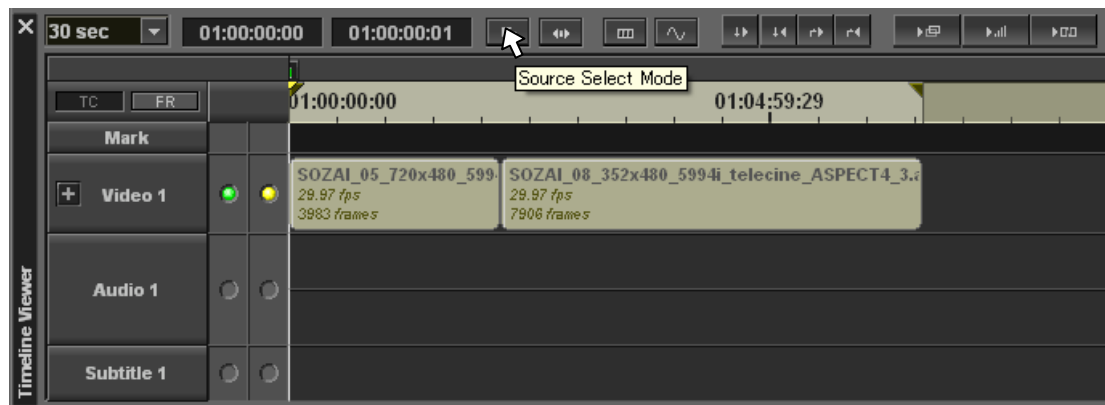 30 sec 01:00:00:00 01:00:00:01
Source Select Mode
TC FR 01:00:00:00 01:04:59:29
Mark
Video 1
SOZAI_05_720x480_599 SOZAI_08_352x480_5994i_telecine_ASPECT4_3.a
29.97 fps 29.97 fps
3983 frames 7906 frames
Audio 1
Subtitle 1
Timeline Viewer